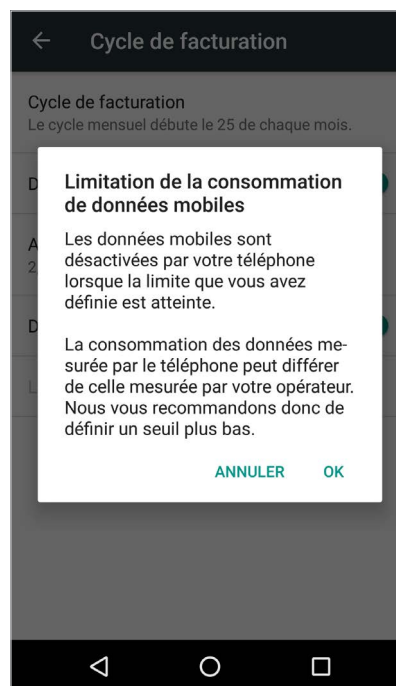 Cycle de facturation
Cycle de facturation
Le cycle mensuel débute le 25 de chaque mois.
D
Limitation de la consommation
de données mobiles
A
2
Les données mobiles sont
désactivées par votre téléphone
lorsque la limite que vous avez
définie est atteinte.
D
L
La consommation des données me-
surée par le téléphone peut différer
de celle mesurée par votre opérateur.
Nous vous recommandons donc de
définir un seuil plus bas.
ANNULER OK